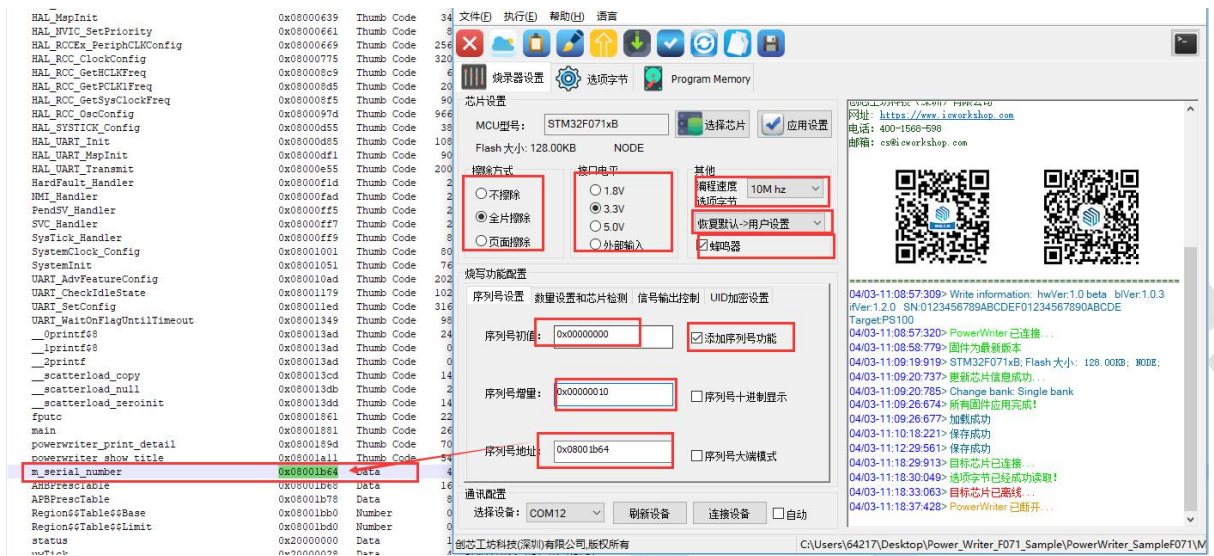 HAL_MspInit 0x08000639 Thumb Code 34
HAL_NVIC_SetPriority 0x08000661 Thumb Code 8
HAL_RCCEx_PeriphCLKConfig 0x08000669 Thumb Code 256
HAL_RCC_ClockConfig 0x08000775 Thumb Code 320
HAL_RCC_GetHCLKFreq 0x080008c9 Thumb Code 6
HAL_RCC_GetPCLK1Freq 0x080008d5 Thumb Code 20
HAL_RCC_GetSysClockFreq 0x080008f5 Thumb Code 90
HAL_RCC_OscConfig 0x0800097d Thumb Code 966
HAL_SYSTICK_Config 0x08000d55 Thumb Code 38
HAL_UART_Init 0x08000d85 Thumb Code 108
HAL_UART_MspInit 0x08000df1 Thumb Code 90
HAL_UART_Transmit 0x08000e55 Thumb Code 200
HardFault_Handler 0x08000f1d Thumb Code 2
NMI_Handler 0x08000fad Thumb Code 2
PendSV_Handler 0x08000ff5 Thumb Code 2
SVC_Handler 0x08000ff7 Thumb Code 2
SysTick_Handler 0x08000ff9 Thumb Code 8
SystemClock_Config 0x08001001 Thumb Code 80
SystemInit 0x08001051 Thumb Code 76
UART_AdvFeatureConfig 0x080010ad Thumb Code 202
UART_CheckIdleState 0x08001179 Thumb Code 102
UART_SetConfig 0x080011ed Thumb Code 316
UART_WaitOnFlagUntilTimeout 0x08001349 Thumb Code 98
__0printf$8 0x080013ad Thumb Code 24
__1printf$8 0x080013ad Thumb Code 0
__2printf 0x080013ad Thumb Code 0
__scatterload_copy 0x080013cd Thumb Code 14
__scatterload_null 0x080013db Thumb Code 2
__scatterload_zeroinit 0x080013dd Thumb Code 14
fputc 0x08001861 Thumb Code 22
main 0x08001881 Thumb Code 26
powerwriter_print_detail 0x0800189d Thumb Code 70
powerwriter_show_title 0x08001a11 Thumb Code 54
m_serial_number 0x08001b64 Data 4
AHBPrescTable 0x08001b68 Data 16
APBPrescTable 0x08001b78 Data 8
Region$$Table$$Base 0x08001bb0 Number 0
Region$$Table$$Limit 0x08001bd0 Number 0
status 0x20000000 Data 1
uwTick 0x20000028 Data 4
文件(F) 执行(E) 帮助(H) 语言
烧录器设置 选项字节 Program Memory
芯片设置
MCU型号: STM32F071xB 选择芯片 应用设置
Flash 大小: 128.00KB NODE
擦除方式
不擦除
全片擦除
页面擦除
接口电平
1.8V
3.3V
5.0V
外部输入
其他
编程速度 10M hz
选项字节
恢复默认->用户设置
蜂鸣器
烧写功能配置
序列号设置 数量设置和芯片检测 信号输出控制 UID加密设置
序列号初值: 0x00000000 添加序列号功能
序列号增量: 0x00000010 序列号十进制显示
序列号地址: 0x08001b64 序列号大端模式
通讯配置
选择设备: COM12 刷新设备 连接设备 自动
创芯工坊科技(深圳)有限公司,版权所有 C:\Users\64217\Desktop\Power_Writer_F071_Sample\PowerWriter_SampleF071\M
创芯工坊科技（深圳）有限公司
网址: https://www.icworkshop.com
电话: 400-1568-598
邮箱: cs@icworkshop.com
04/03-11:08:57:309> Write information: hwVer:1.0 beta blVer:1.0.3
ifVer:1.2.0 SN:0123456789ABCDEF01234567890ABCDE
Target:PS100
04/03-11:08:57:320> PowerWriter 已连接...
04/03-11:08:58:779> 固件为最新版本
04/03-11:09:19:919> STM32F071xB; Flash 大小: 128.00KB; NODE;
04/03-11:09:20:737> 更新芯片信息成功...
04/03-11:09:20:785> Change bank: Single bank
04/03-11:09:26:674> 所有固件应用完成!
04/03-11:09:26:677> 加载成功
04/03-11:10:18:221> 保存成功
04/03-11:12:29:561> 保存成功
04/03-11:18:29:913> 目标芯片已连接...
04/03-11:18:30:049> 选项字节已经成功读取!
04/03-11:18:33:063> 目标芯片已离线...
04/03-11:18:37:428> PowerWriter 已断开...